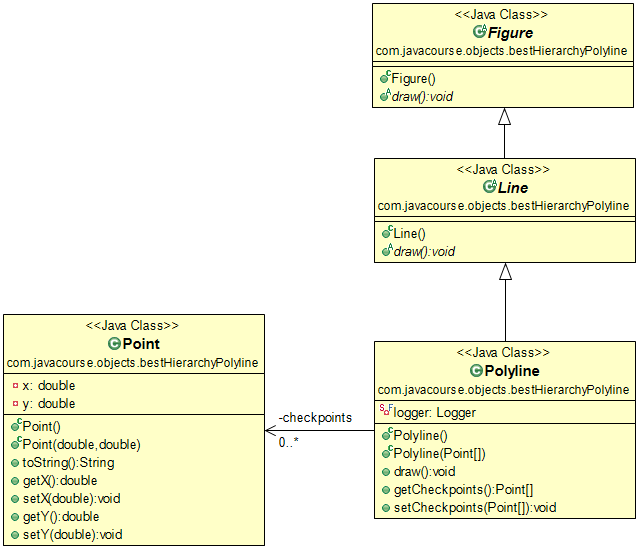 <<Java Class>>
Figure
com.javacourse.objects.bestHierarchyPolyline
Figure()
draw():void
<<Java Class>>
Line
com.javacourse.objects.bestHierarchyPolyline
Line()
draw():void
<<Java Class>>
Point
com.javacourse.objects.bestHierarchyPolyline
x: double
y: double
Point()
Point(double,double)
toString():String
getX():double
setX(double):void
getY():double
setY(double):void
-checkpoints
0..*
<<Java Class>>
Polyline
com.javacourse.objects.bestHierarchyPolyline
logger: Logger
Polyline()
Polyline(Point[])
draw():void
getCheckpoints():Point[]
setCheckpoints(Point[]):void